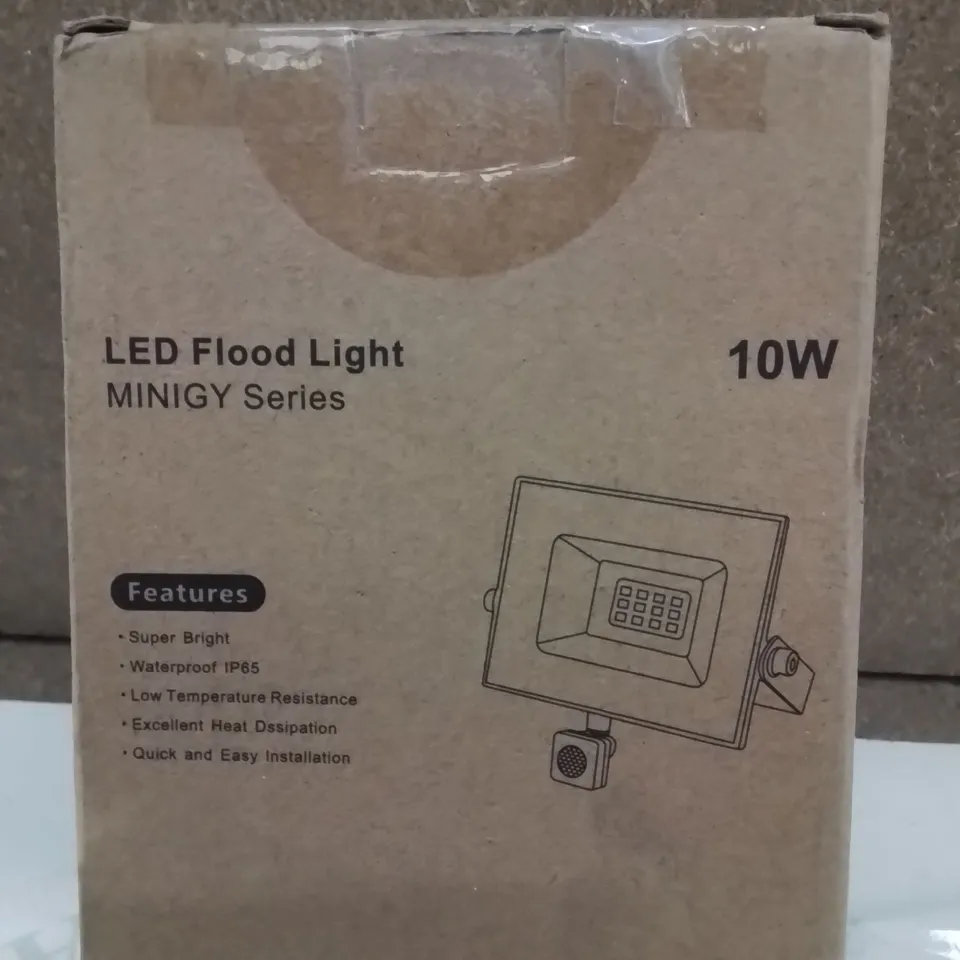 LED Flood Light
MINIGY Series
10W
Features
· Super Bright
· Waterproof IP65
· Low Temperature Resistance
· Excellent Heat Dssipation
· Quick and Easy Installation